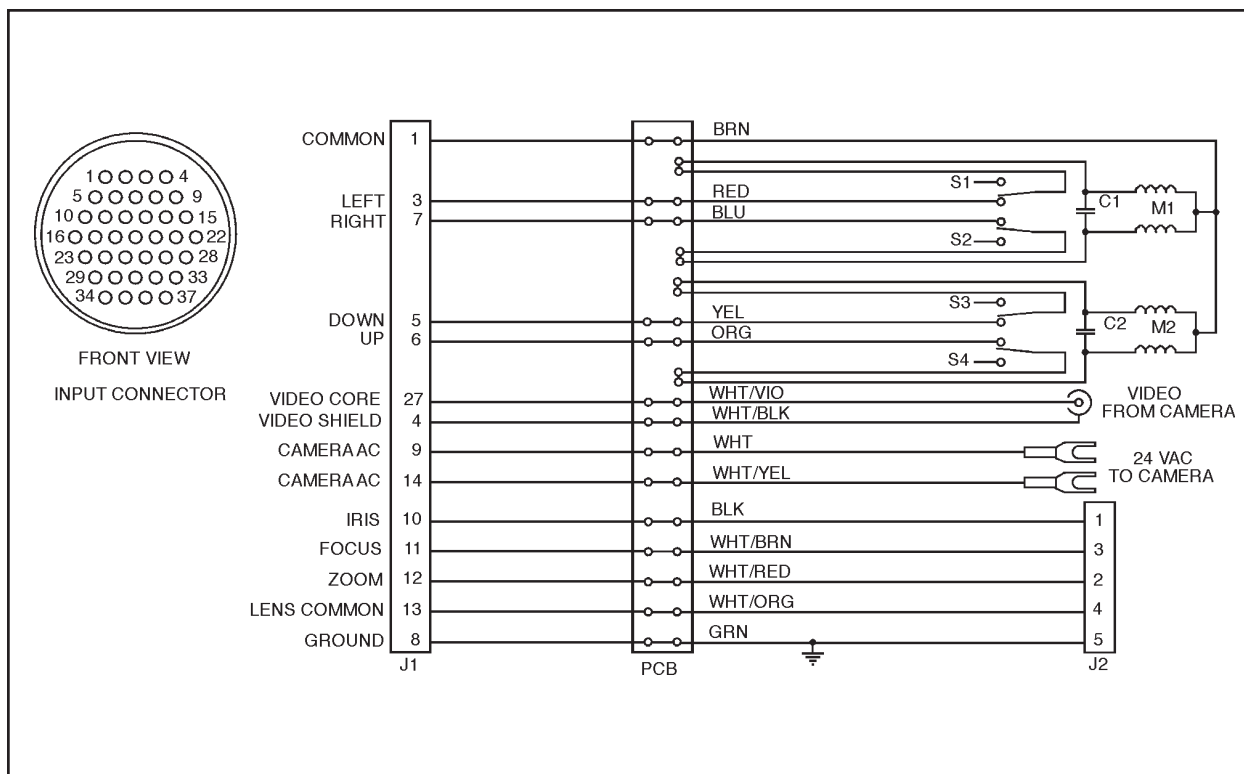 1 4
5 9
10 15
16 22
23 28
29 33
34 37
FRONT VIEW
INPUT CONNECTOR
COMMON 1 BRN
LEFT 3 RED S1
RIGHT 7 BLU S2
C1 M1
DOWN 5 YEL S3
UP 6 ORG S4
C2 M2
VIDEO CORE 27 WHT/VIO
VIDEO SHIELD 4 WHT/BLK
VIDEO
FROM CAMERA
CAMERA AC 9 WHT
CAMERA AC 14 WHT/YEL
24 VAC
TO CAMERA
IRIS 10 BLK 1
FOCUS 11 WHT/BRN 3
ZOOM 12 WHT/RED 2
LENS COMMON 13 WHT/ORG 4
GROUND 8 GRN 5
J1 PCB J2